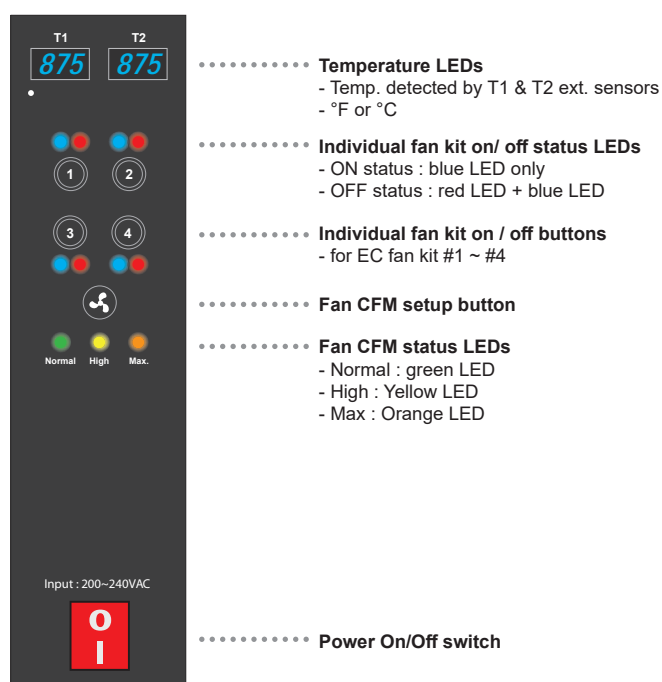 T1 T2
875 875
Temperature LEDs
- Temp. detected by T1 & T2 ext. sensors
- °F or °C
Individual fan kit on/ off status LEDs
- ON status : blue LED only
- OFF status : red LED + blue LED
1 2
3 4
Individual fan kit on / off buttons
- for EC fan kit #1 ~ #4
Fan CFM setup button
Normal High Max.
Fan CFM status LEDs
- Normal : green LED
- High : Yellow LED
- Max : Orange LED
Input : 200~240VAC
O
I
Power On/Off switch